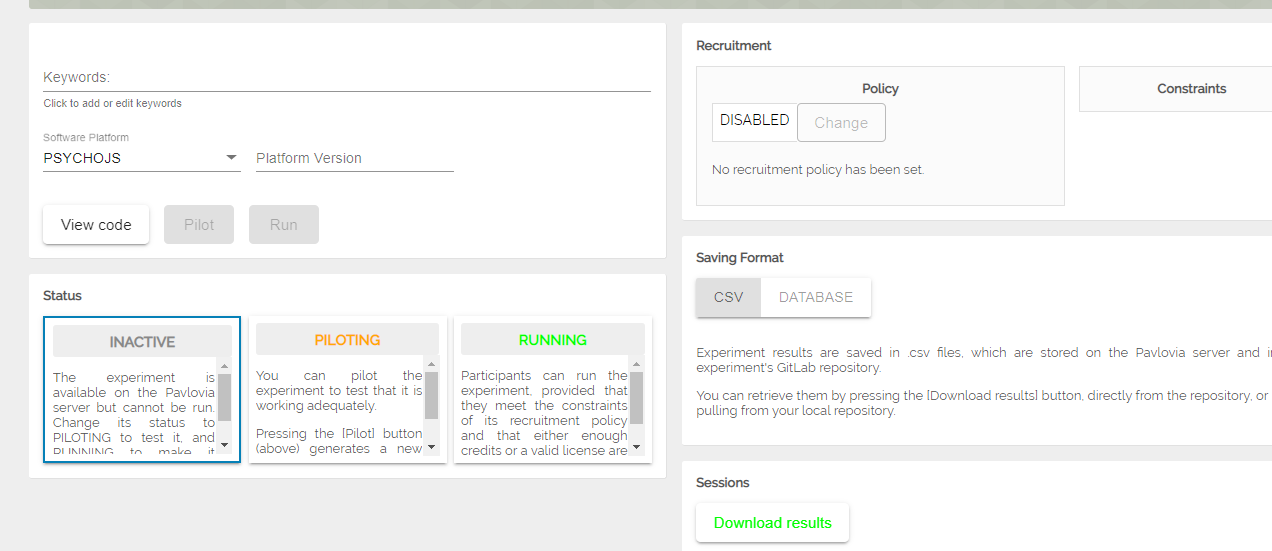 Keywords:
Click to add or edit keywords
Software Platform
PSYCHOJS
Platform Version
View code
Pilot
Run
Status
INACTIVE
The experiment is
available on the Pavlovia
server but cannot be run.
Change its status to
PILOTING to test it, and
RUNNING to make it
PILOTING
You can pilot the
experiment to test that it is
working adequately.
Pressing the [Pilot] button
(above) generates a new
RUNNING
Participants can run the
experiment, provided that
they meet the constraints
of its recruitment policy
and that either enough
credits or a valid license are
Recruitment
Policy
DISABLED
Change
No recruitment policy has been set.
Constraints
Saving Format
CSV
DATABASE
Experiment results are saved in .csv files, which are stored on the Pavlovia server and
experiment's GitLab repository.
You can retrieve them by pressing the [Download results] button, directly from the repository, or
pulling from your local repository.
Sessions
Download results